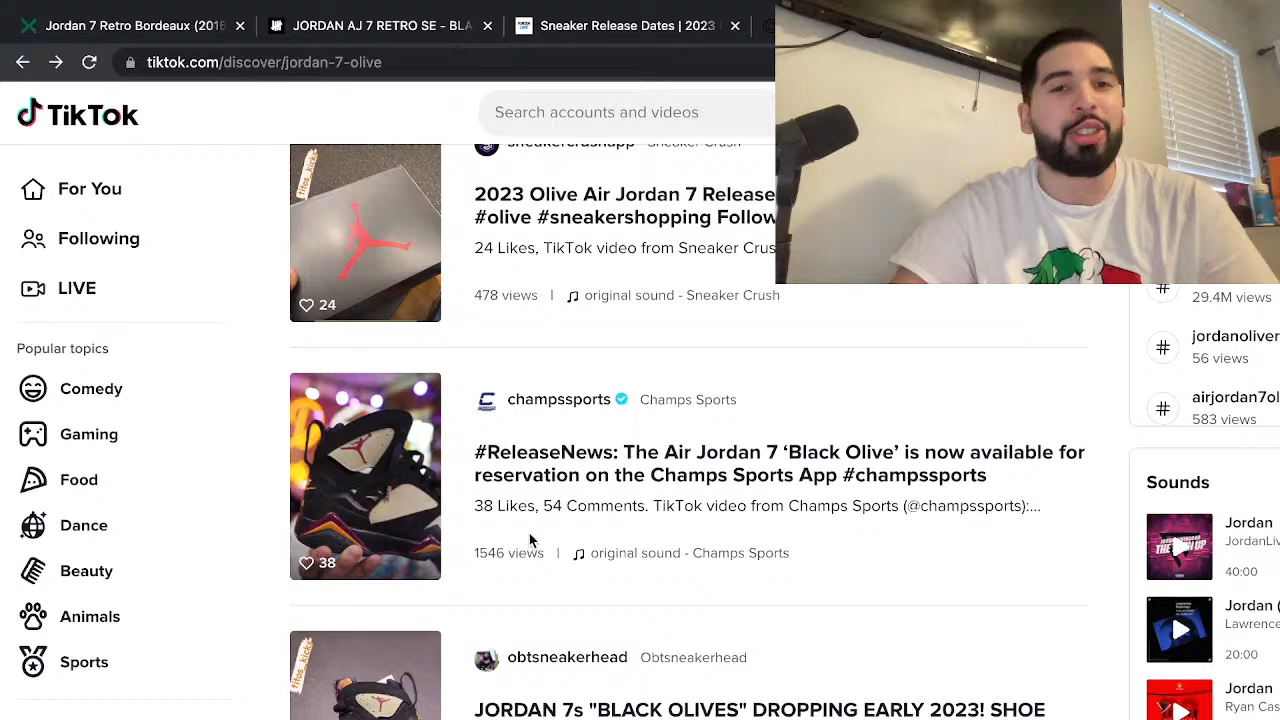 Jordan 7 Retro Bordeaux (2015
JORDAN AJ 7 RETRO SE - BLA
Sneaker Release Dates | 2023
tiktok.com/discover/jordan-7-olive
TikTok
Search accounts and videos
For You
Following
LIVE
Popular topics
Comedy
Gaming
Food
Dance
Beauty
Animals
Sports
titos_kick
24
sneakercrushapp Sneaker Crush
2023 Olive Air Jordan 7 Release
#olive #sneakershopping Follow
24 Likes, TikTok video from Sneaker Crus
478 views | original sound - Sneaker Crush
38
champssports Champs Sports
#ReleaseNews: The Air Jordan 7 ‘Black Olive’ is now available for
reservation on the Champs Sports App #champssports
38 Likes, 54 Comments. TikTok video from Champs Sports (@champssports):...
1546 views | original sound - Champs Sports
titos_kick
obtsneakerhead Obtsneakerhead
JORDAN 7s "BLACK OLIVES" DROPPING EARLY 2023! SHOE
29.4M views
# jordanoliver
56 views
# airjordan7ol
583 views
Sounds
Jordan
JordanLiv
40:00
Jordan (
Lawrence
20:00
Jordan
Ryan Cas